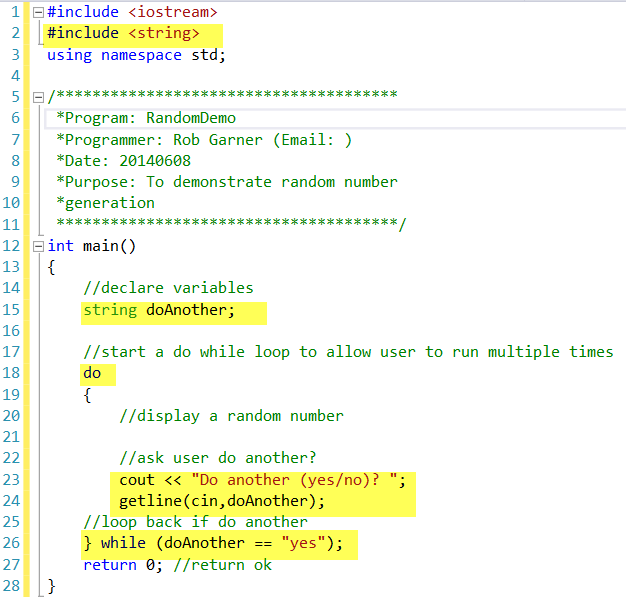 1 #include <iostream>
2 #include <string>
3 using namespace std;
4
5 /**************************************
6 *Program: RandomDemo
7 *Programmer: Rob Garner (Email: )
8 *Date: 20140608
9 *Purpose: To demonstrate random number
10 *generation
11 **************************************/
12 int main()
13 {
14 //declare variables
15 string doAnother;
16
17 //start a do while loop to allow user to run multiple times
18 do
19 {
20 //display a random number
21
22 //ask user do another?
23 cout << "Do another (yes/no)? ";
24 getline(cin,doAnother);
25 //loop back if do another
26 } while (doAnother == "yes");
27 return 0; //return ok
28 }